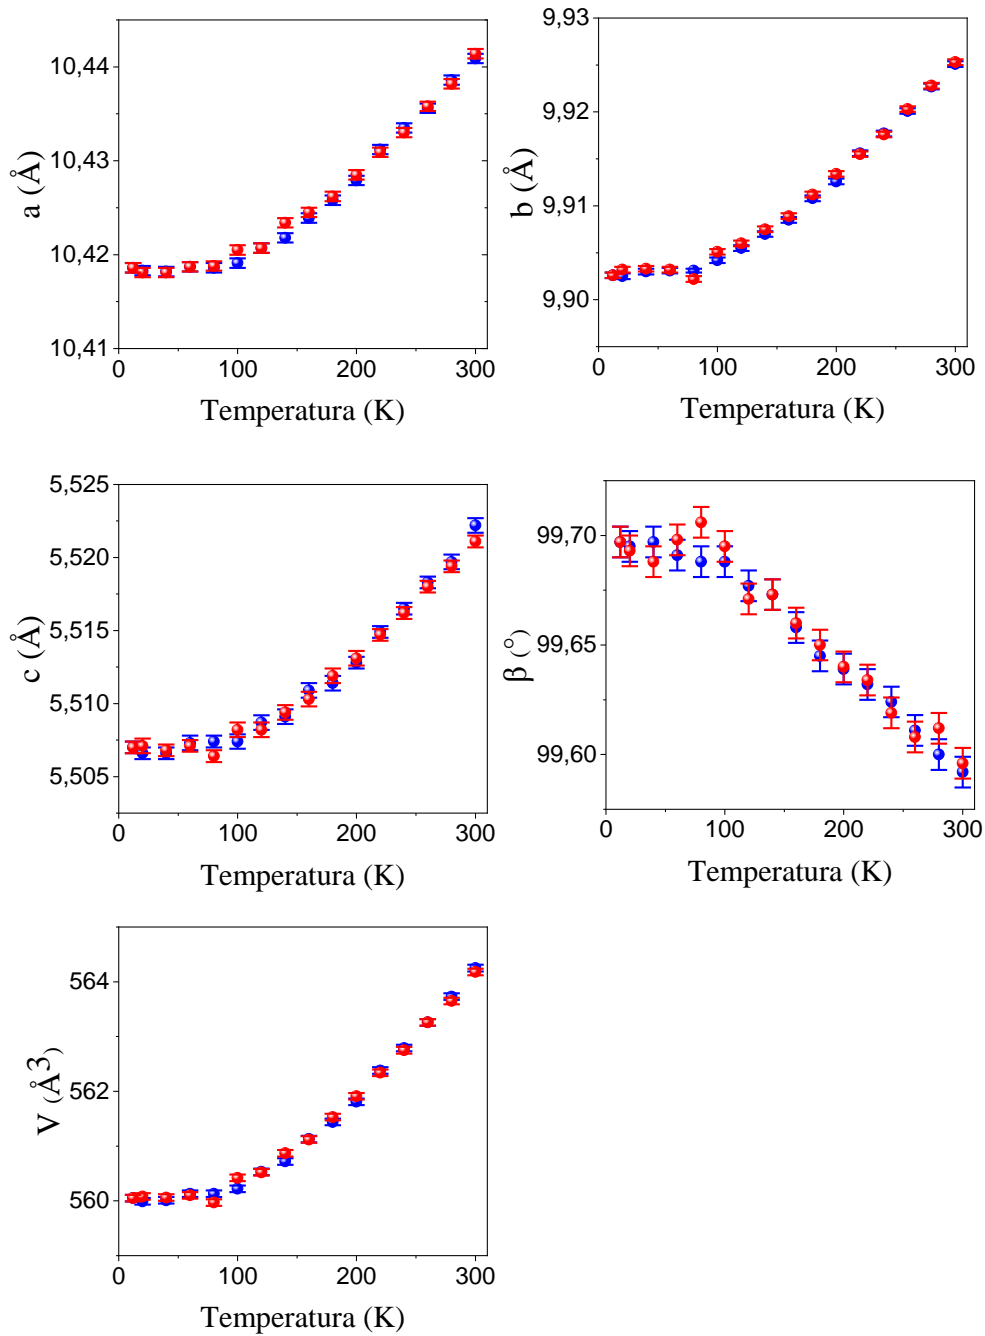 10,44
10,43
10,42
10,41
a (Å)
0 100 200 300
Temperatura (K)
9,93
9,92
9,91
9,90
b (Å)
0 100 200 300
Temperatura (K)
5,525
5,520
5,515
5,510
5,505
c (Å)
0 100 200 300
Temperatura (K)
99,70
99,65
99,60
β (°)
0 100 200 300
Temperatura (K)
564
562
560
V (Å3)
0 100 200 300
Temperatura (K)